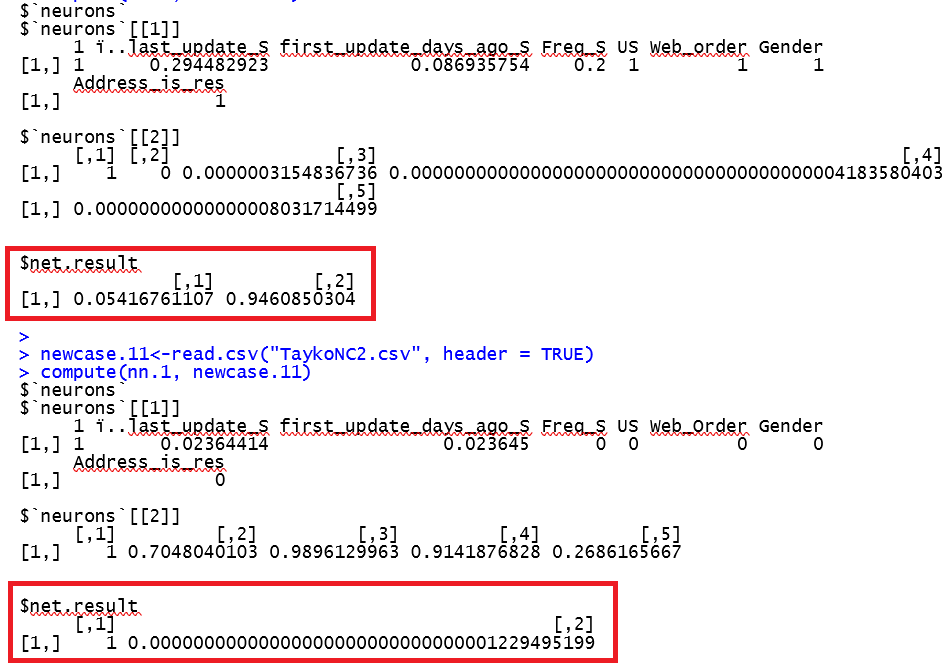 $`neurons`
$`neurons`[[1]]
1 ï..last_update_S first_update_days_ago_S Freq_S US Web_order Gender
[1,] 1 0.294482923 0.086935754 0.2 1 1 1
Address_is_res
[1,] 1
$`neurons`[[2]]
[,1] [,2] [,3] [,4]
[1,] 1 0 0.0000003154836736 0.00000000000000000000000000000000000000004183580403
[,5]
[1,] 0.00000000000000008031714499
$net.result
[,1] [,2]
[1,] 0.05416761107 0.9460850304
>
> newcase.11<-read.csv("TaykoNC2.csv", header = TRUE)
> compute(nn.1, newcase.11)
$`neurons`
$`neurons`[[1]]
1 ï..last_update_S first_update_days_ago_S Freq_S US Web_Order Gender
[1,] 1 0.02364414 0.023645 0 0 0 0
Address_is_res
[1,] 0
$`neurons`[[2]]
[,1] [,2] [,3] [,4] [,5]
[1,] 1 0.7048040103 0.9896129963 0.9141876828 0.2686165667
$net.result
[,1] [,2]
[1,] 1 0.00000000000000000000000000000001229495199